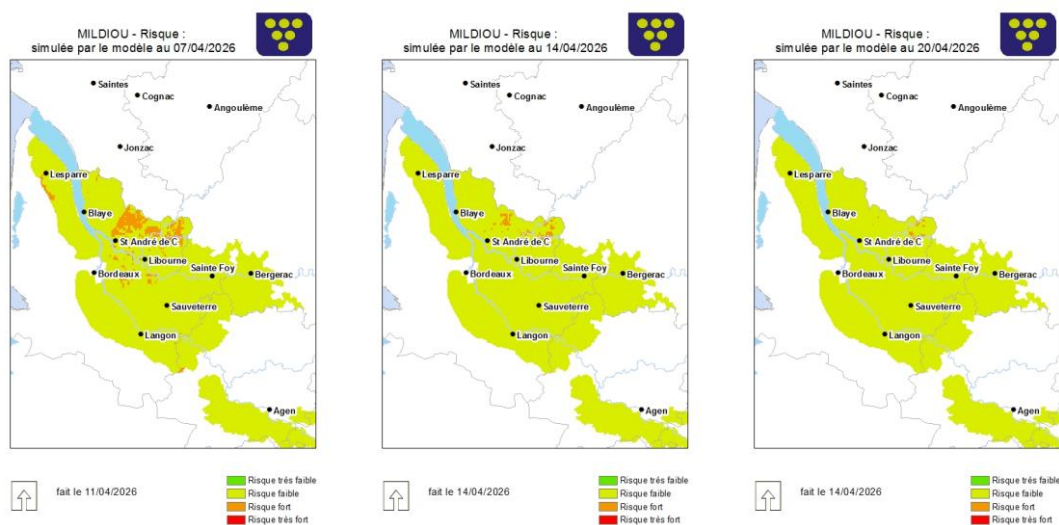 MILDIOU - Risque :
simulée par le modèle au 07/04/2026
Saintes
Cognac
Angoulème
Jonzac
Lesparre
Blaye
St André de C
Libourne
Bordeaux
Sainte Foy
Bergerac
Sauveterre
Langon
Agen
fait le 11/04/2026
Risque trés faible
Risque faible
Risque fort
Risque très fort
MILDIOU - Risque :
simulée par le modèle au 14/04/2026
Saintes
Cognac
Angoulème
Jonzac
Lesparre
Blaye
St André de C
Libourne
Bordeaux
Sainte Foy
Bergerac
Sauveterre
Langon
Agen
fait le 14/04/2026
Risque trés faible
Risque faible
Risque fort
Risque très fort
MILDIOU - Risque :
simulée par le modèle au 20/04/2026
Saintes
Cognac
Angoulème
Jonzac
Lesparre
Blaye
St André de C
Libourne
Bordeaux
Sainte Foy
Bergerac
Sauveterre
Langon
Agen
fait le 14/04/2026
Risque trés faible
Risque faible
Risque fort
Risque très fort